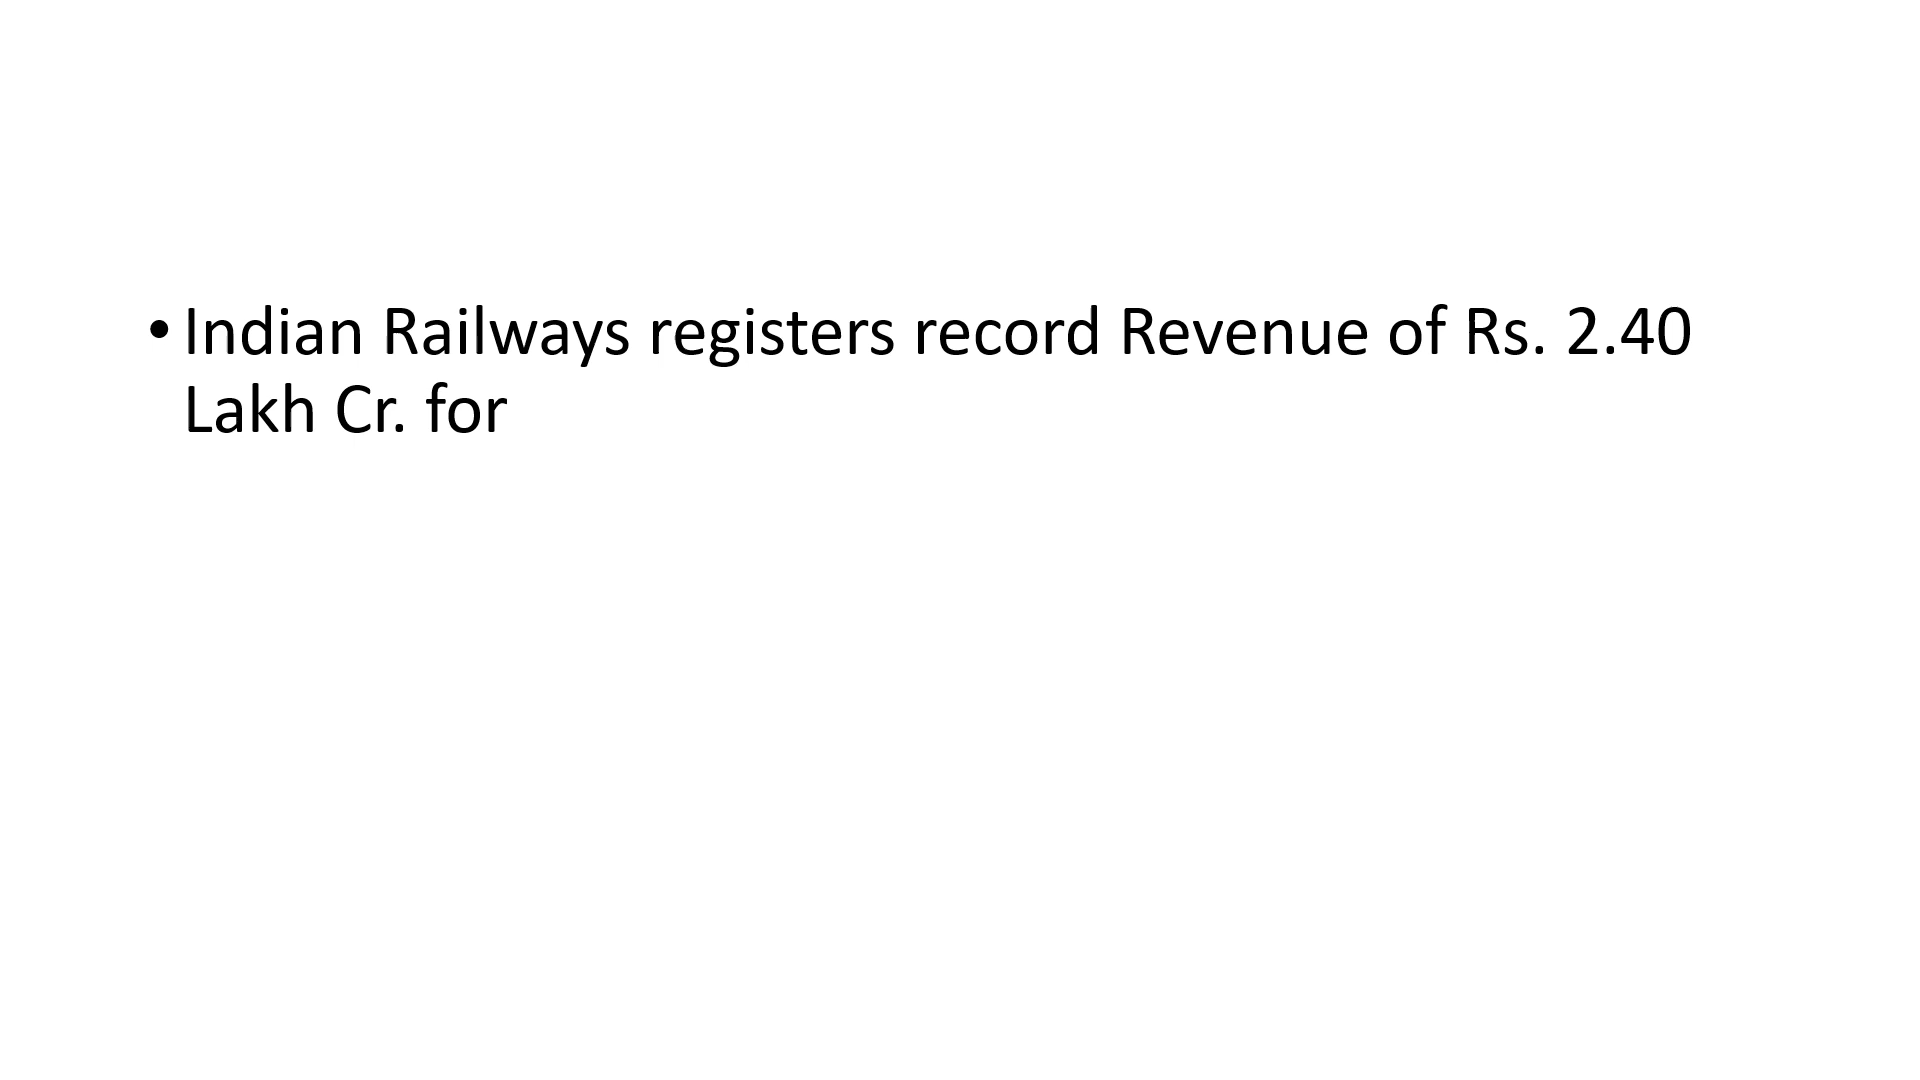 • Indian Railways registers record Revenue of Rs. 2.40
Lakh Cr. for